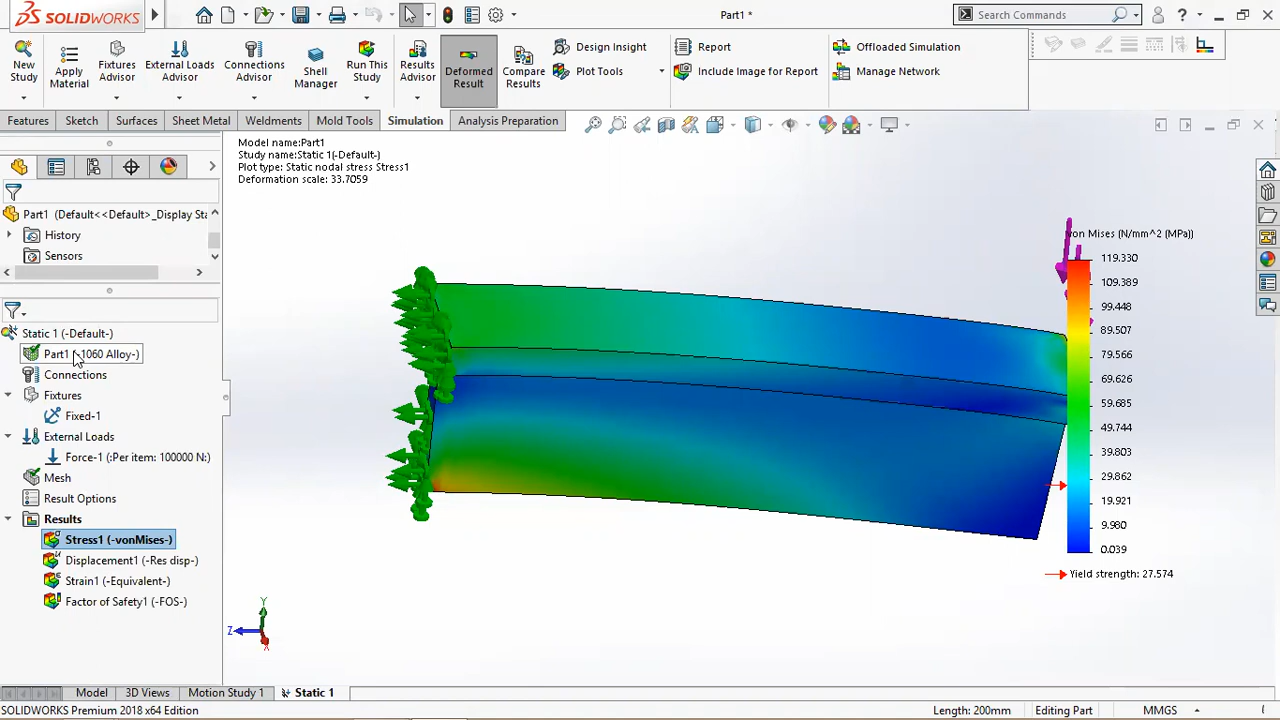 SOLIDWORKS
Part1 *
Search Commands
New Study
Apply Material
Fixtures Advisor
External Loads Advisor
Connections Advisor
Shell Manager
Run This Study
Results Advisor
Deformed Result
Compare Results
Design Insight
Plot Tools
Report
Include Image for Report
Offloaded Simulation
Manage Network
Features
Sketch
Surfaces
Sheet Metal
Weldments
Mold Tools
Simulation
Analysis Preparation
Part1 (Default<<Default>_Display Sta
History
Sensors
Static 1 (-Default-)
Part1 (-1060 Alloy-)
Connections
Fixtures
Fixed-1
External Loads
Force-1 (:Per item: 100000 N:)
Mesh
Result Options
Results
Stress1 (-vonMises-)
Displacement1 (-Res disp-)
Strain1 (-Equivalent-)
Factor of Safety1 (-FOS-)
Model name:Part1
Study name:Static 1(-Default-)
Plot type: Static nodal stress Stress1
Deformation scale: 33.7059
von Mises (N/mm^2 (MPa))
119.330
109.389
99.448
89.507
79.566
69.626
59.685
49.744
39.803
29.862
19.921
9.980
0.039
Yield strength: 27.574
Y
Z
X
Model
3D Views
Motion Study 1
Static 1
SOLIDWORKS Premium 2018 x64 Edition
Length: 200mm
Editing Part
MMGS